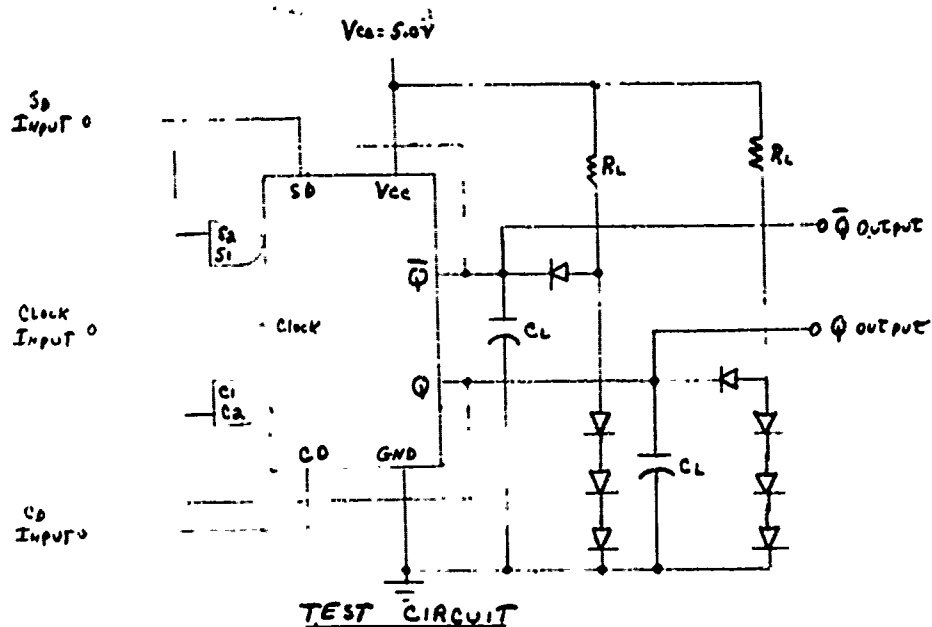 Vcc = 5.0V
SD
INPUT
SD
VCC
RL
RL
S2
S1
Q̅ OUTPUT
Q̅
CLOCK
INPUT
Clock
CL
Q OUTPUT
Q
C1
C2
CD
GND
CL
CD
INPUT
TEST CIRCUIT